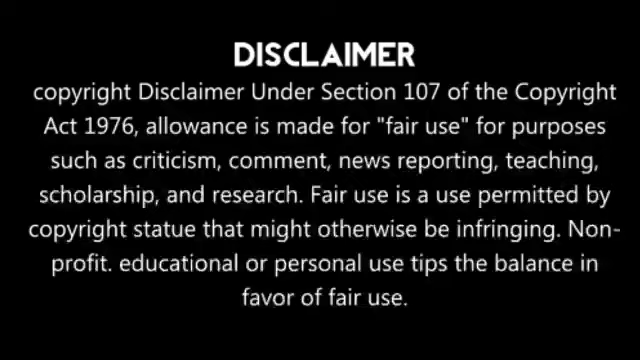 DISCLAIMER
copyright Disclaimer Under Section 107 of the Copyright
Act 1976, allowance is made for "fair use" for purposes
such as criticism, comment, news reporting, teaching,
scholarship, and research. Fair use is a use permitted by
copyright statue that might otherwise be infringing. Non-
profit. educational or personal use tips the balance in
favor of fair use.